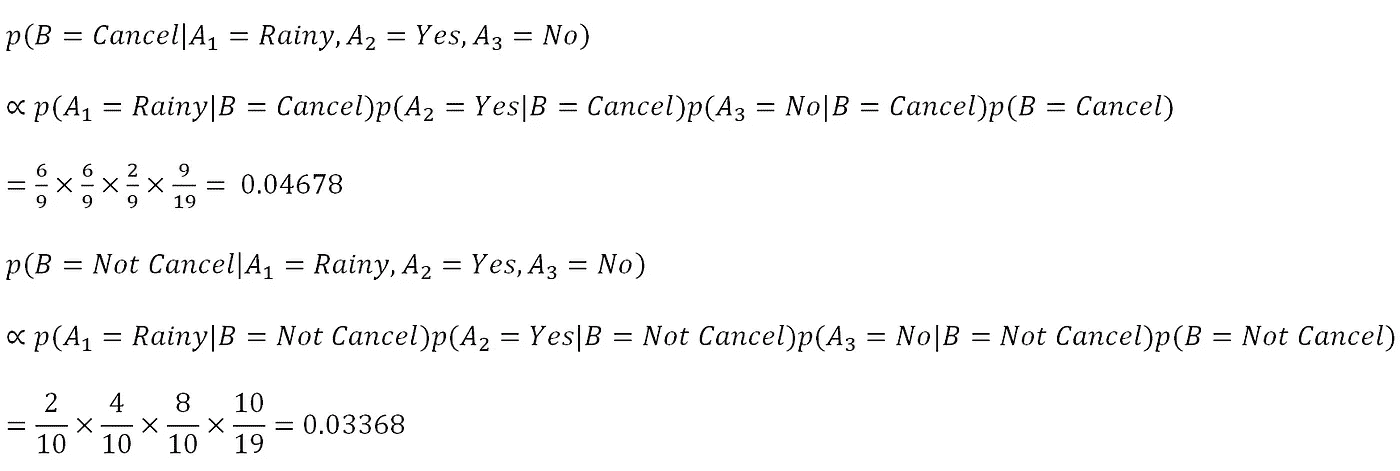 p(B = Cancel|A₁ = Rainy, A₂ = Yes, A₃ = No)
∝ p(A₁ = Rainy|B = Cancel)p(A₂ = Yes|B = Cancel)p(A₃ = No|B = Cancel)p(B = Cancel)
= 6/9 × 6/9 × 2/9 × 9/19 = 0.04678
p(B = Not Cancel|A₁ = Rainy, A₂ = Yes, A₃ = No)
∝ p(A₁ = Rainy|B = Not Cancel)p(A₂ = Yes|B = Not Cancel)p(A₃ = No|B = Not Cancel)p(B = Not Cancel)
= 2/10 × 4/10 × 8/10 × 10/19 = 0.03368